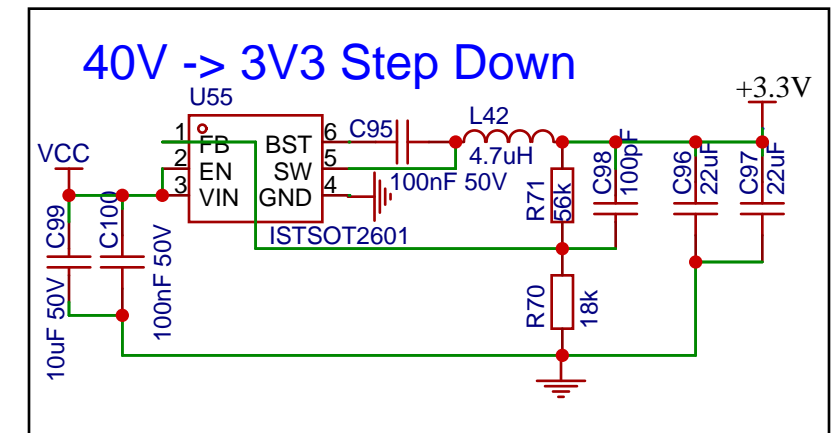 40V -> 3V3 Step Down
U55
+3.3V
1
FB
BST
6
C95
L42
VCC
2
EN
SW
5
4.7uH
3
VIN
GND
4
100nF 50V
R71
56k
C98
100pF
C96
22uF
C97
22uF
ISTSOT2601
C99
10uF 50V
C100
100nF 50V
R70
18k